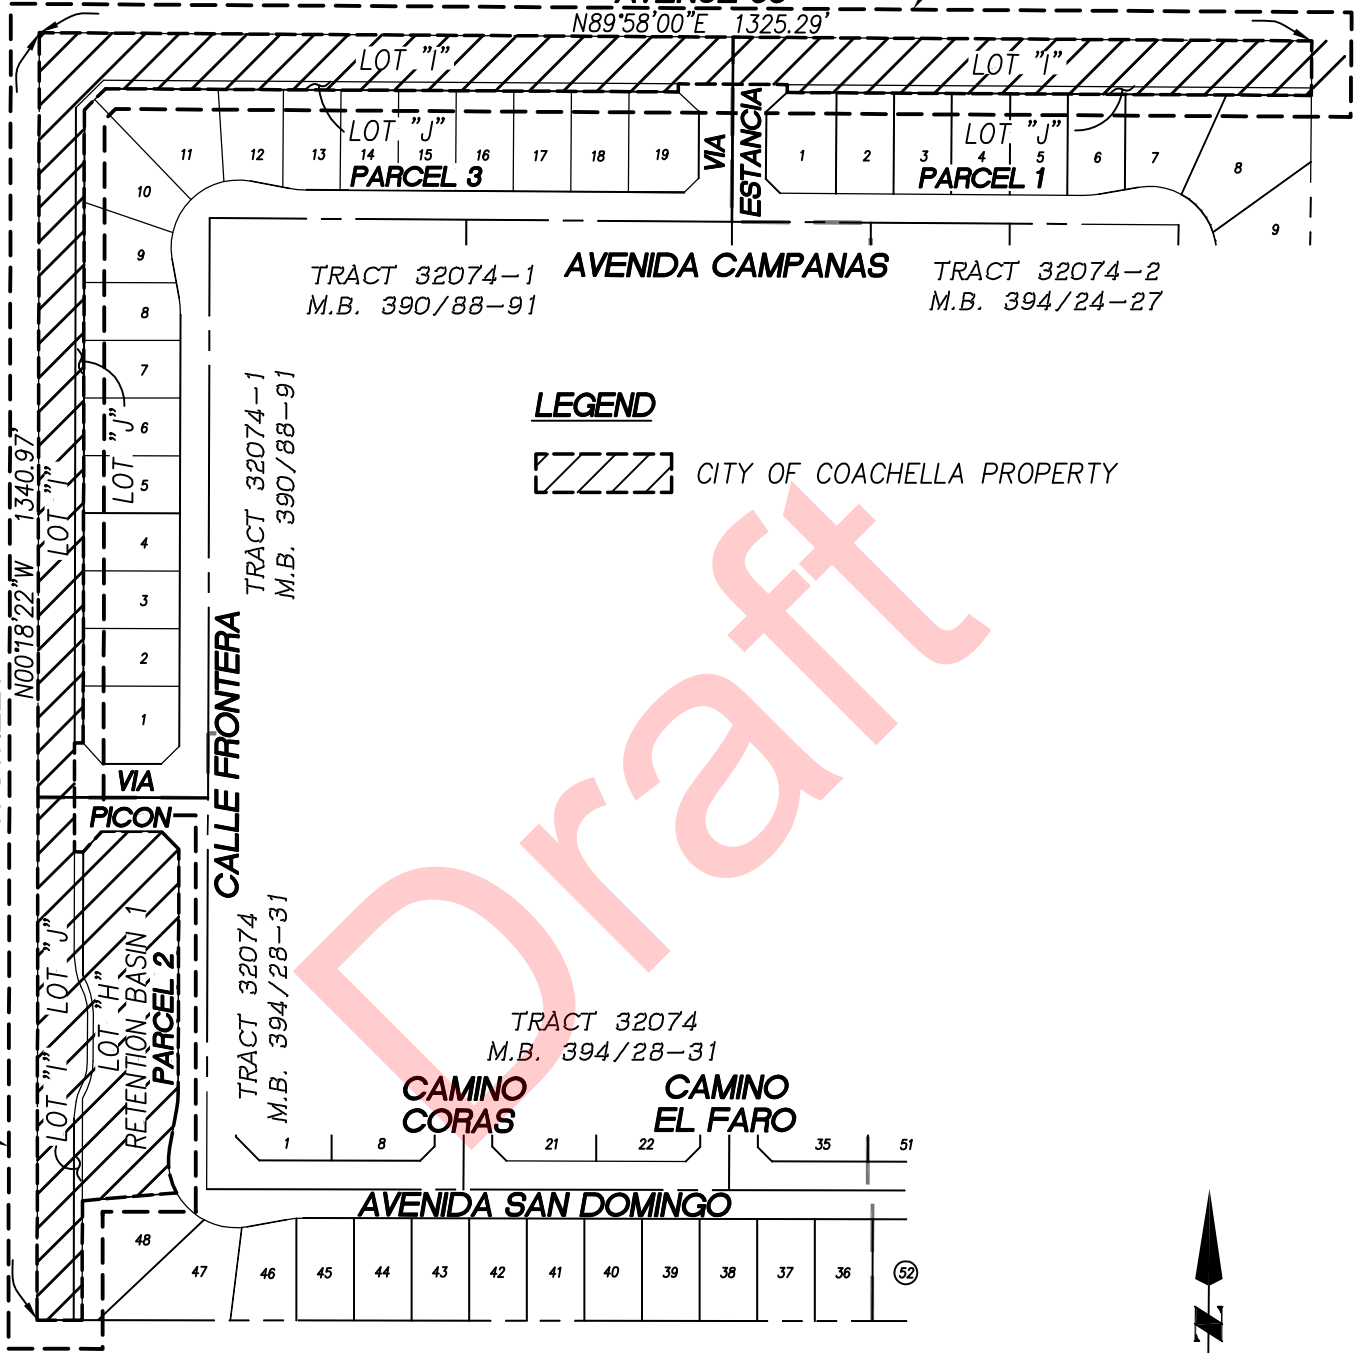 N89°58'00"E 1325.29'
LOT "I"
LOT "I"
LOT "J"
LOT "J"
11
12
13
14
15
16
17
18
19
PARCEL 3
VIA
ESTANCIA
1
2
3
4
5
6
7
8
9
PARCEL 1
10
9
8
7
6
5
4
3
2
1
AVENIDA CAMPANAS
TRACT 32074-1
M.B. 390/88-91
TRACT 32074-2
M.B. 394/24-27
TRACT 32074-1
M.B. 390/88-91
LEGEND
CITY OF COACHELLA PROPERTY
N00°18'22"W 1340.97'
LOT "I"
LOT "J"
CALLE FRONTERA
VIA
PICON
Draft
LOT "I"
LOT "J"
LOT "H"
RETENTION BASIN 1
PARCEL 2
TRACT 32074
M.B. 394/28-31
TRACT 32074
M.B. 394/28-31
CAMINO
CORAS
CAMINO
EL FARO
1
8
21
22
35
51
AVENIDA SAN DOMINGO
48
47
46
45
44
43
42
41
40
39
38
37
36
52
N